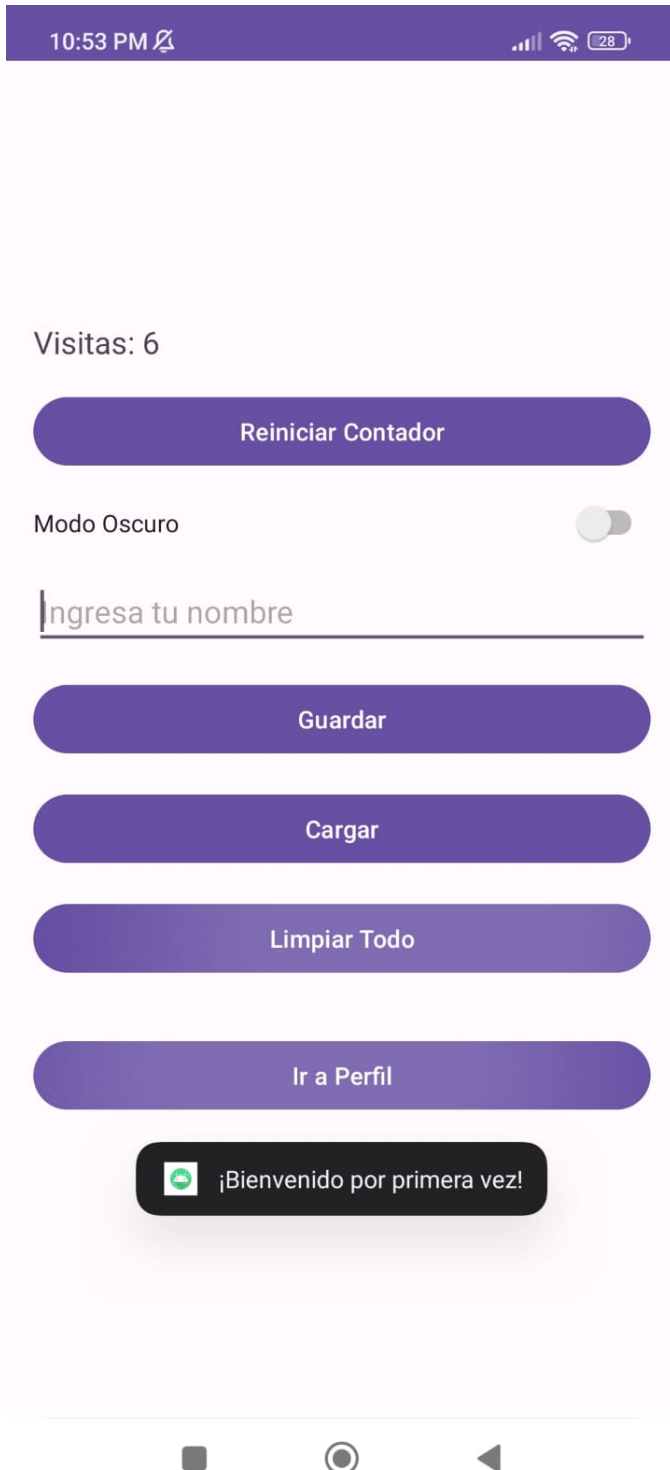 10:53 PM
28
Visitas: 6
Reiniciar Contador
Modo Oscuro
Ingresa tu nombre
Guardar
Cargar
Limpiar Todo
Ir a Perfil
¡Bienvenido por primera vez!